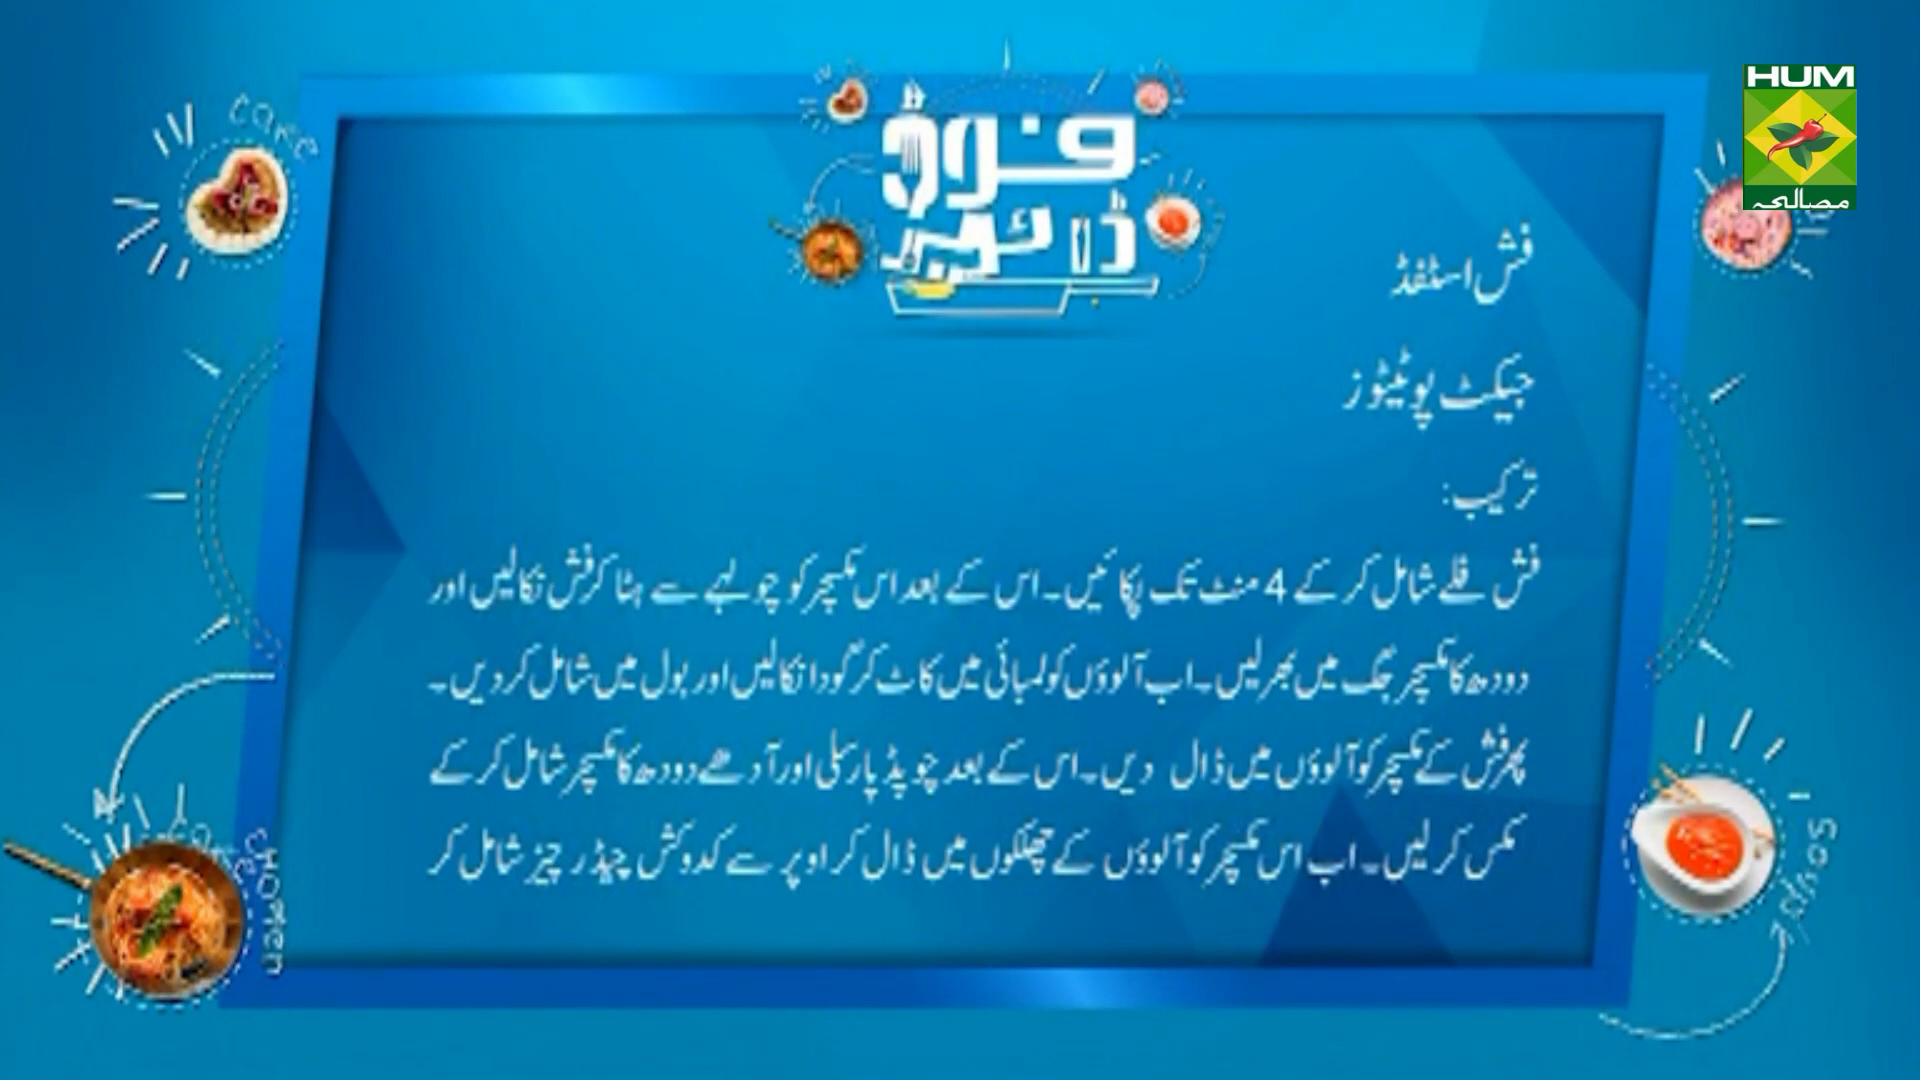 HUM
مصالحہ
فوڈ
ڈائریز
cake
فش اسٹفڈ
جیکٹ پوٹیٹوز
ترکیب:
فش فلے شامل کر کے 4 منٹ تک پکائیں۔ اس کے بعد اس مکسچر کو چولہے سے ہٹا کر فش نکالیں اور
دودھ کا مکسچر جگ میں بھر لیں۔ اب آلوؤں کو لمبائی میں کاٹ کر گودا نکالیں اور بول میں شامل کر دیں۔
پھر فش کے مکسچر کو آلوؤں میں ڈال دیں۔ اس کے بعد چوپڈ پارسلی اور آدھے دودھ کا مکسچر شامل کر کے
مکس کر لیں۔ اب اس مکسچر کو آلوؤں کے چھلکوں میں ڈال کر اوپر سے کدوکش چیڈر چیز شامل کر
Soup